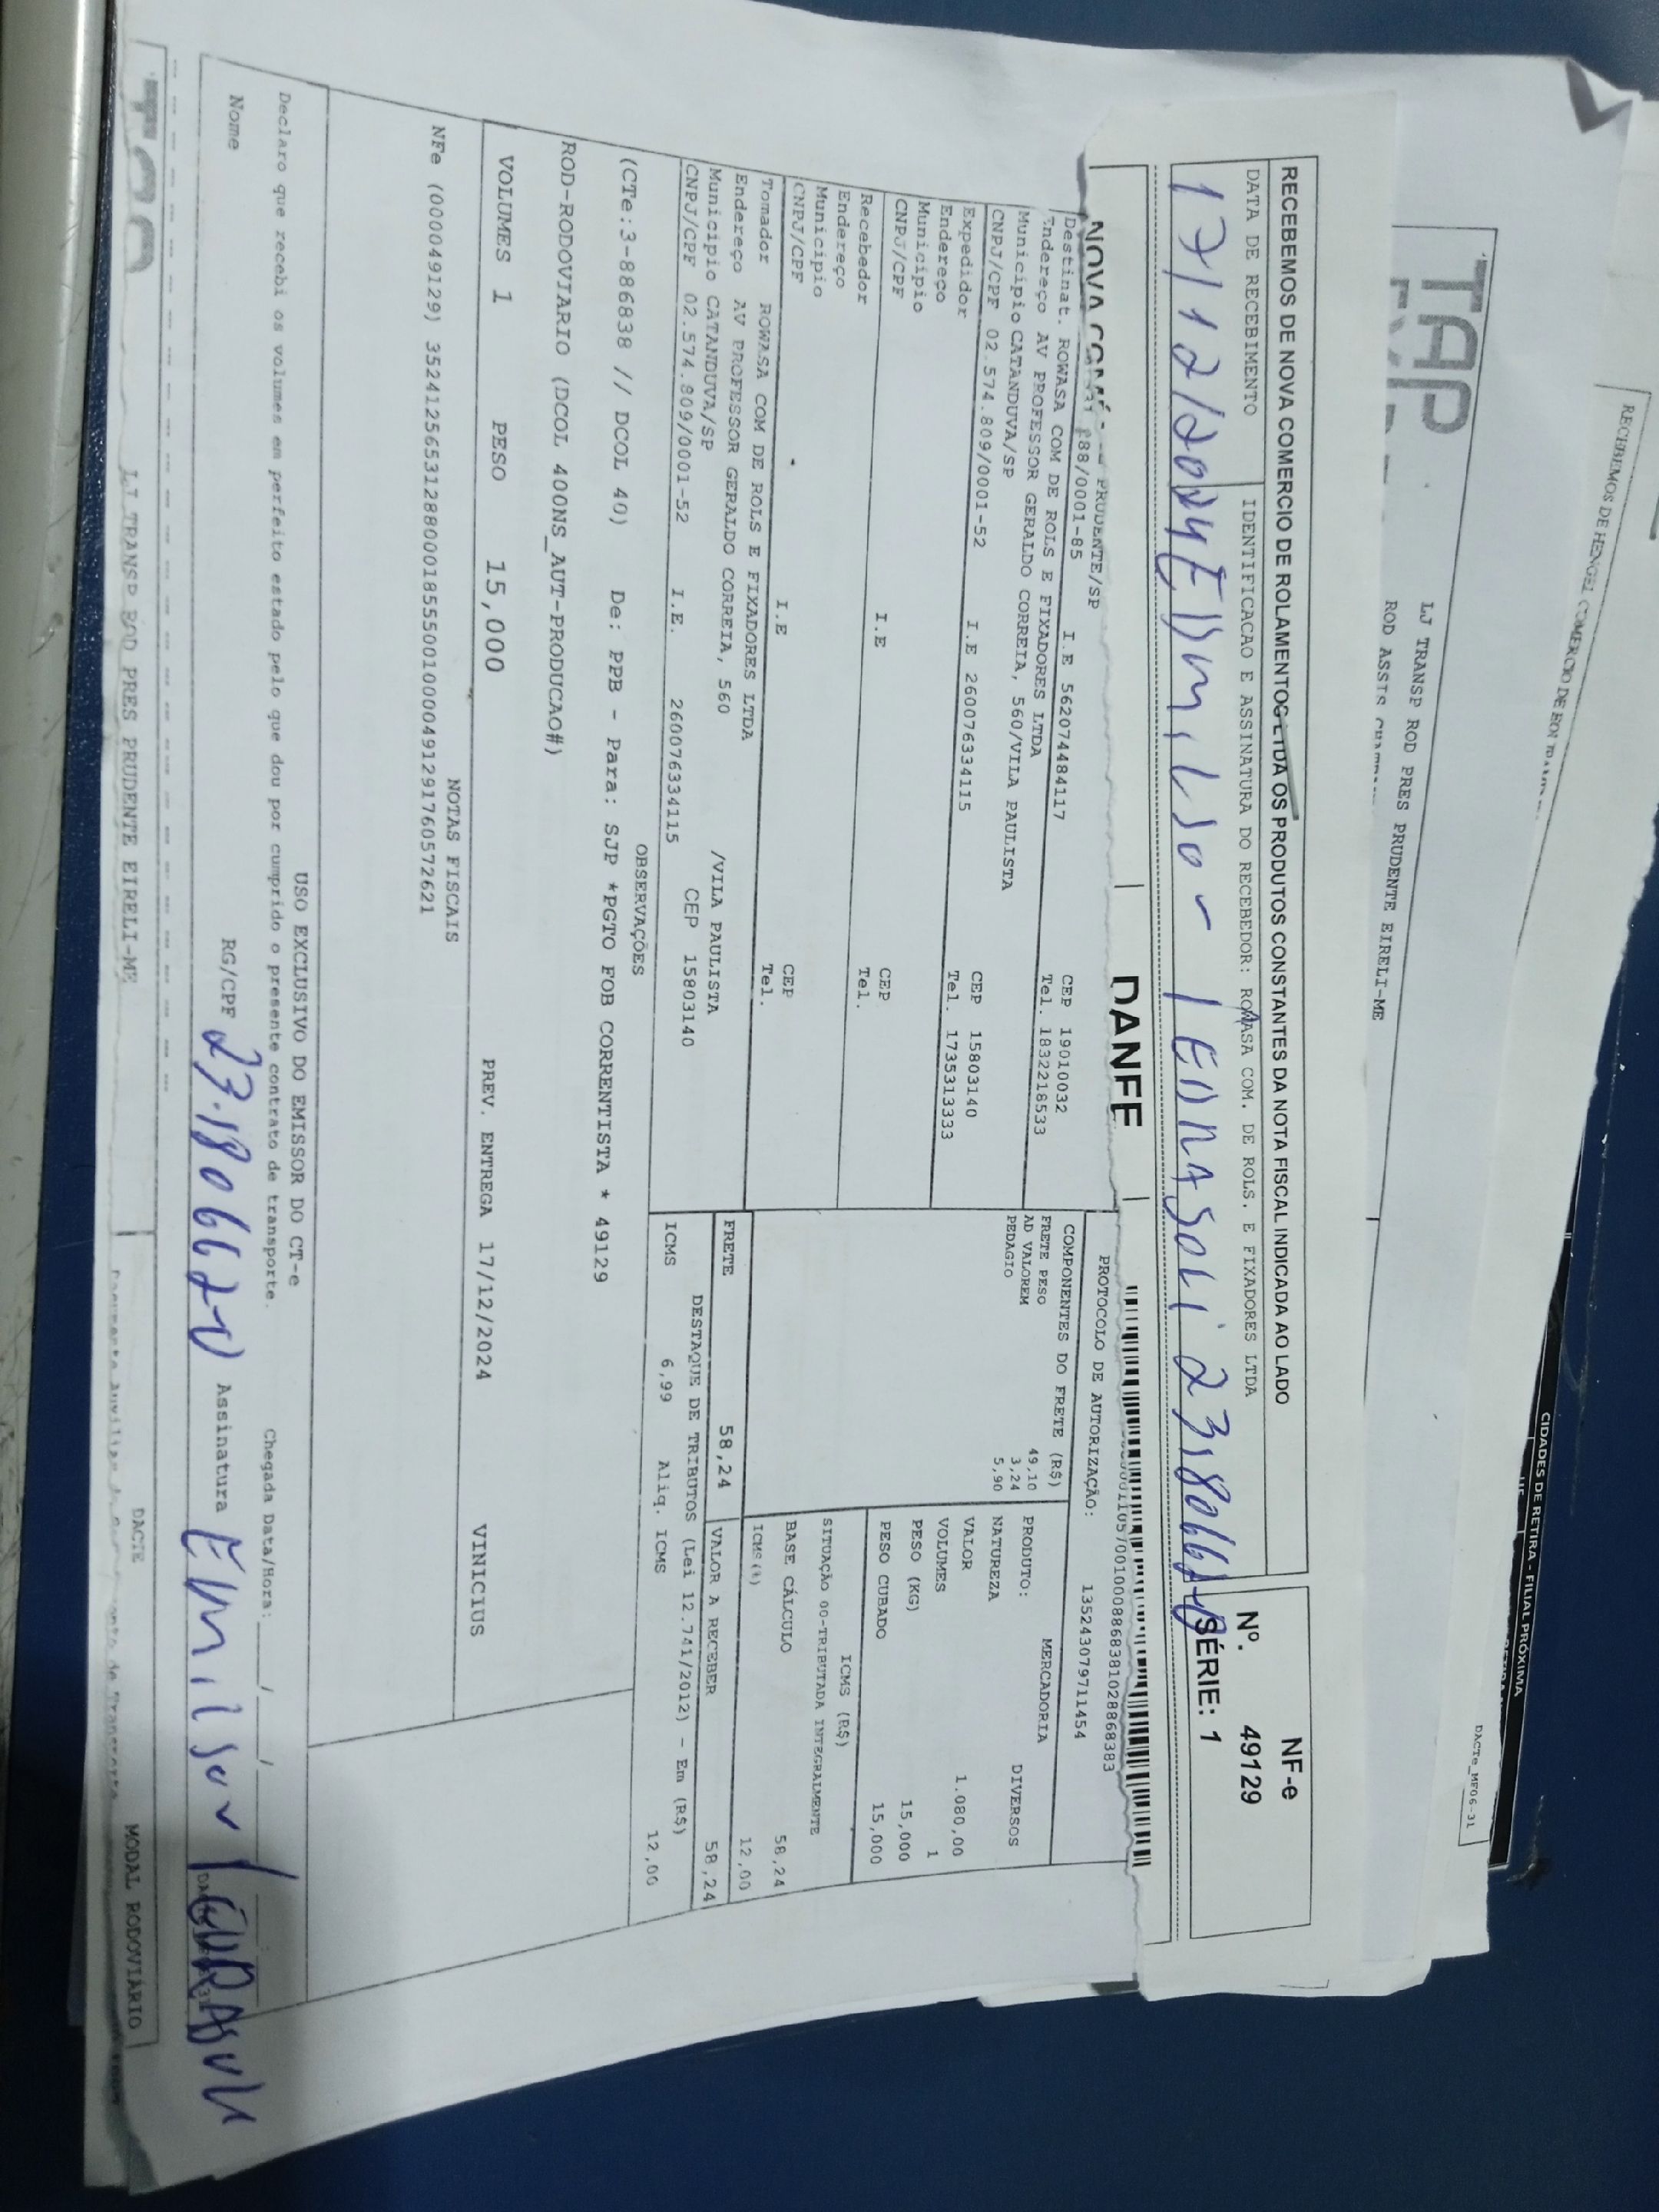 RECEBEMOS DE HENGEL COMERCIO DE
CIDADES DE RETIRA - FILIAL PRÓXIMA
DACTe_MF06-31
TAP
LJ TRANSP ROD PRES PRUDENTE EIRELI-ME
ROD ASSIS
RECEBEMOS DE NOVA COMERCIO DE ROLAMENTOS LTDA OS PRODUTOS CONSTANTES DA NOTA FISCAL INDICADA AO LADO
NF-e
DATA DE RECEBIMENTO
IDENTIFICACAO E ASSINATURA DO RECEBEDOR: ROWASA COM. DE ROLS. E FIXADORES LTDA
Nº. 49129
17/12/2024 Edmilson
SÉRIE: 1
DANFE
PRUDENTE/SP
PROTOCOLO DE AUTORIZAÇÃO: 135243079711454
88/0001-85 I.E 562074484117 CEP 19010032
Destinat. ROWASA COM DE ROLS E FIXADORES LTDA Tel. 1832218533
Endereço AV PROFESSOR GERALDO CORREIA, 560/VILA PAULISTA
Municipio CATANDUVA/SP CEP 15803140
CNPJ/CPF 02.574.809/0001-52 I.E 260076334115 Tel. 1735313333
Expedidor
Endereço
Municipio CEP
CNPJ/CPF I.E Tel.
Recebedor
Endereço
Municipio CEP
CNPJ/CPF I.E Tel.
Tomador ROWASA COM DE ROLS E FIXADORES LTDA
Endereço AV PROFESSOR GERALDO CORREIA, 560 /VILA PAULISTA
Municipio CATANDUVA/SP CEP 15803140
CNPJ/CPF 02.574.809/0001-52 I.E. 260076334115
COMPONENTES DO FRETE (R$)
FRETE PESO 49,10
AD VALOREM 3,24
PEDAGIO 5,90
FRETE 58,24
MERCADORIA
PRODUTO: DIVERSOS
NATUREZA
VALOR 1.080,00
VOLUMES 1
PESO (KG) 15,000
PESO CUBADO 15,000
ICMS (R$)
SITUAÇÃO 00-TRIBUTADA INTEGRALMENTE
BASE CÁLCULO 58,24
ICMS(%) 12,00
VALOR A RECEBER 58,24
DESTAQUE DE TRIBUTOS (Lei 12.741/2012) - Em (R$)
ICMS 6,99 Aliq. ICMS 12,00
OBSERVAÇÕES
(CTe:3-886838 // DCOL 40) De: PPB - Para: SJP *PGTO FOB CORRENTISTA * 49129
ROD-RODOVIARIO (DCOL 400NS_AUT-PRODUCAO#)
VOLUMES 1 PESO 15,000 PREV. ENTREGA 17/12/2024 VINICIUS
NOTAS FISCAIS
NFe (000049129) 35241256531288000185550010000491291760572621
USO EXCLUSIVO DO EMISSOR DO CT-e
Declaro que recebi os volumes em perfeito estado pelo que dou por cumprido o presente contrato de transporte. Chegada Data/Hora: / /
Nome RG/CPF Assinatura
LJ TRANSP ROD PRES PRUDENTE EIRELI-ME
DACTE
MODAL RODOVIÁRIO